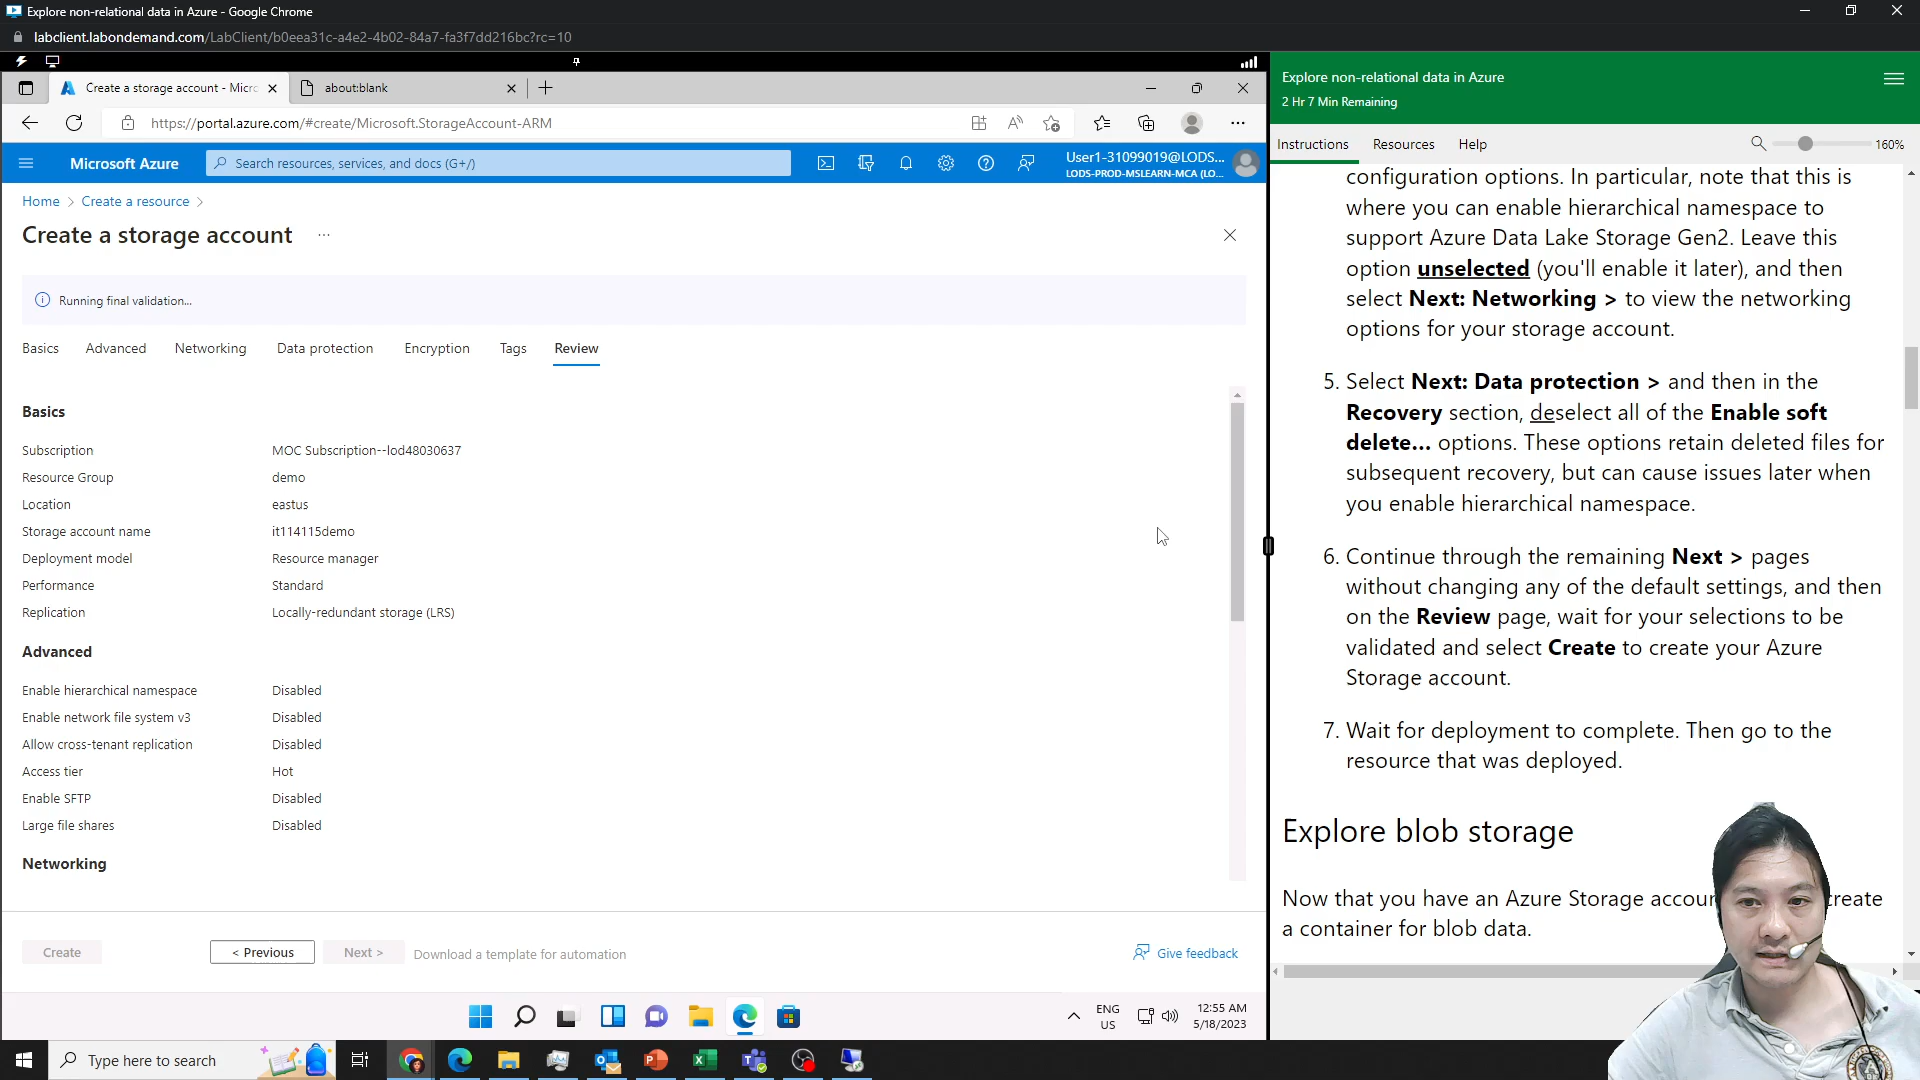 Explore non-relational data in Azure - Google Chrome
labclient.labondemand.com/LabClient/b0eea31c-a4e2-4b02-84a7-fa3f7dd216bc?rc=10
Create a storage account - Micro
about:blank
https://portal.azure.com/#create/Microsoft.StorageAccount-ARM
Microsoft Azure
Search resources, services, and docs (G+/)
User1-31099019@LODS...
LODS-PROD-MSLEARN-MCA (LO...
Home > Create a resource >
Create a storage account ...
Running final validation...
Basics Advanced Networking Data protection Encryption Tags Review
Basics
Subscription MOC Subscription--lod48030637
Resource Group demo
Location eastus
Storage account name it114115demo
Deployment model Resource manager
Performance Standard
Replication Locally-redundant storage (LRS)
Advanced
Enable hierarchical namespace Disabled
Enable network file system v3 Disabled
Allow cross-tenant replication Disabled
Access tier Hot
Enable SFTP Disabled
Large file shares Disabled
Networking
Create < Previous Next > Download a template for automation Give feedback
ENG
US
12:55 AM
5/18/2023
Explore non-relational data in Azure
2 Hr 7 Min Remaining
Instructions Resources Help 160%
configuration options. In particular, note that this is
where you can enable hierarchical namespace to
support Azure Data Lake Storage Gen2. Leave this
option unselected (you'll enable it later), and then
select Next: Networking > to view the networking
options for your storage account.
5. Select Next: Data protection > and then in the
Recovery section, deselect all of the Enable soft
delete... options. These options retain deleted files for
subsequent recovery, but can cause issues later when
you enable hierarchical namespace.
6. Continue through the remaining Next > pages
without changing any of the default settings, and then
on the Review page, wait for your selections to be
validated and select Create to create your Azure
Storage account.
7. Wait for deployment to complete. Then go to the
resource that was deployed.
Explore blob storage
Now that you have an Azure Storage accoun create
a container for blob data.
Type here to search